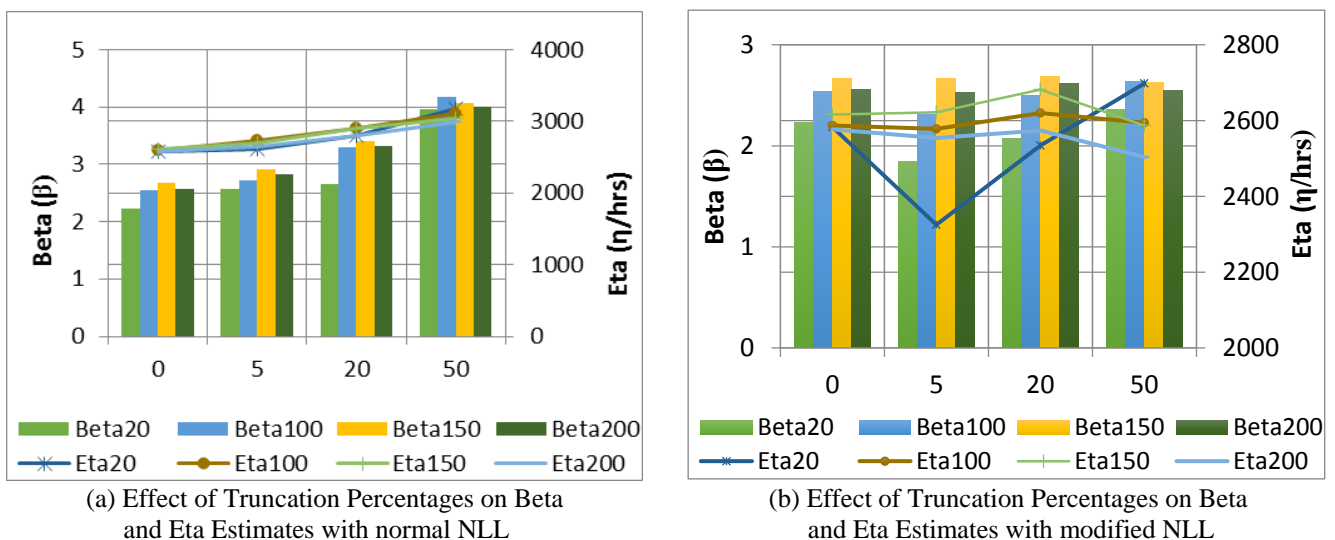 5
4
3
2
1
0
4000
3000
2000
1000
0
Beta (β)
Eta (η/hrs)
0 5 20 50
Beta20 Beta100 Beta150 Beta200
Eta20 Eta100 Eta150 Eta200
(a) Effect of Truncation Percentages on Beta
and Eta Estimates with normal NLL
3
2
1
0
2800
2600
2400
2200
2000
Beta (β)
Eta (η/hrs)
0 5 20 50
Beta20 Beta100 Beta150 Beta200
Eta20 Eta100 Eta150 Eta200
(b) Effect of Truncation Percentages on Beta
and Eta Estimates with modified NLL